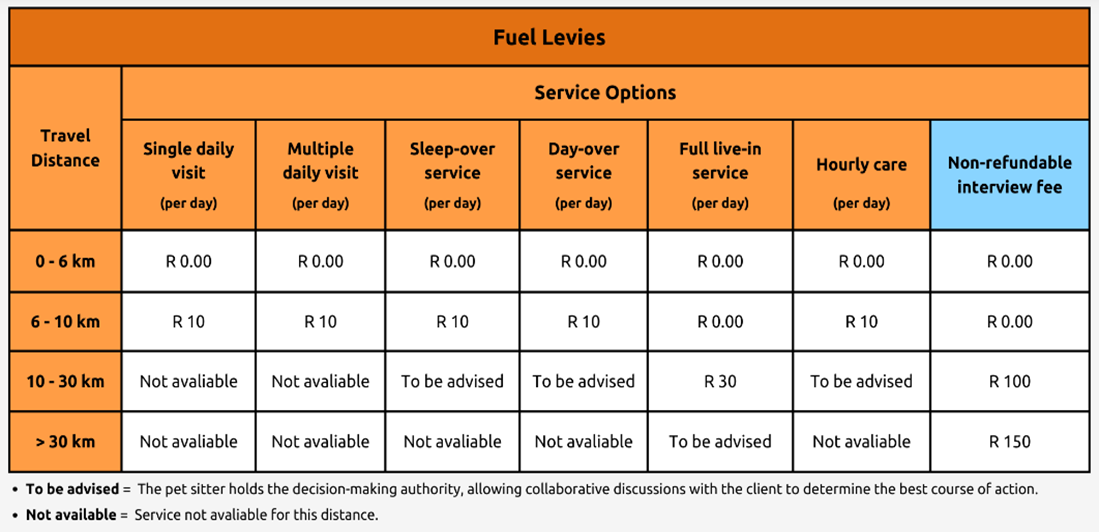 Fuel Levies
Service Options
Travel
Distance
Single daily
visit
(per day)
Multiple
daily visit
(per day)
Sleep-over
service
(per day)
Day-over
service
(per day)
Full live-in
service
(per day)
Hourly care
(per day)
Non-refundable
interview fee
0 - 6 km R 0.00 R 0.00 R 0.00 R 0.00 R 0.00 R 0.00 R 0.00
6 - 10 km R 10 R 10 R 10 R 10 R 0.00 R 10 R 0.00
10 - 30 km Not avaliable Not avaliable To be advised To be advised R 30 To be advised R 100
> 30 km Not avaliable Not avaliable Not avaliable Not avaliable To be advised Not avaliable R 150
• To be advised = The pet sitter holds the decision-making authority, allowing collaborative discussions with the client to determine the best course of action.
• Not available = Service not avaliable for this distance.